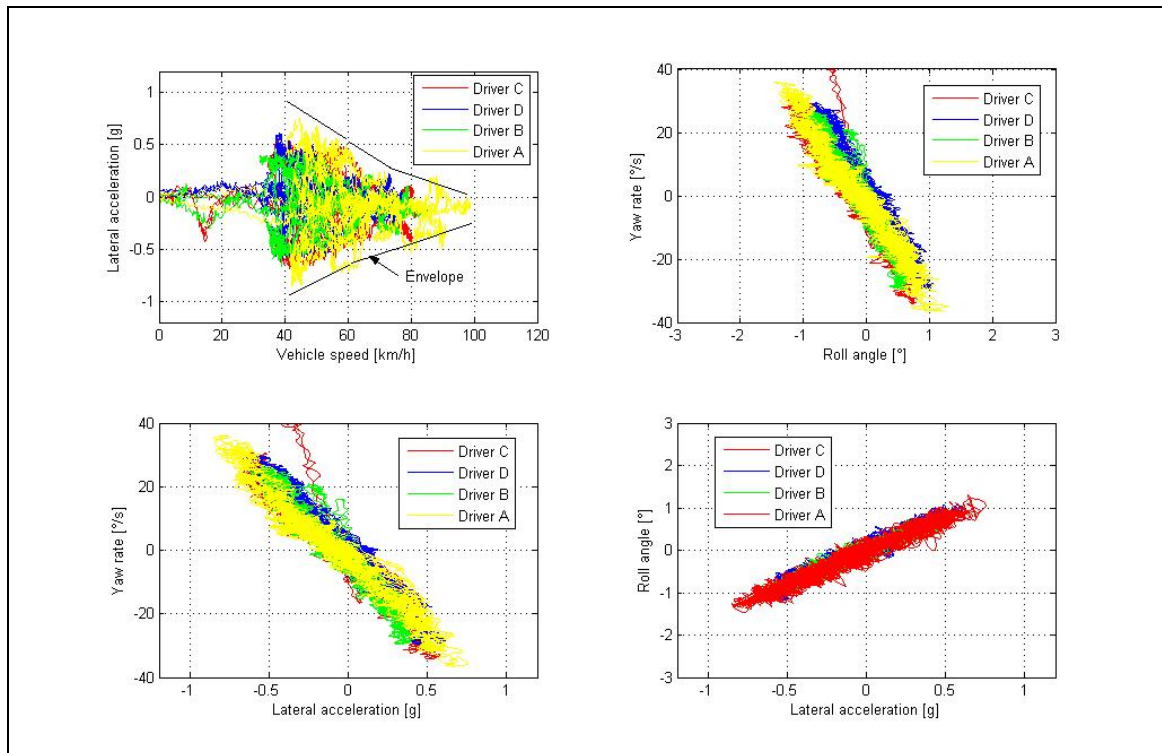 1
0.5
0
-0.5
-1
0 20 40 60 80 100 120
Lateral acceleration [g]
Vehicle speed [km/h]
Driver C
Driver D
Driver B
Driver A
Envelope
40
20
0
-20
-40
-3 -2 -1 0 1 2 3
Yaw rate [°/s]
Roll angle [°]
Driver C
Driver D
Driver B
Driver A
40
20
0
-20
-40
-1 -0.5 0 0.5 1
Yaw rate [°/s]
Lateral acceleration [g]
Driver C
Driver D
Driver B
Driver A
3
2
1
0
-1
-2
-3
-1 -0.5 0 0.5 1
Roll angle [°]
Lateral acceleration [g]
Driver C
Driver D
Driver B
Driver A